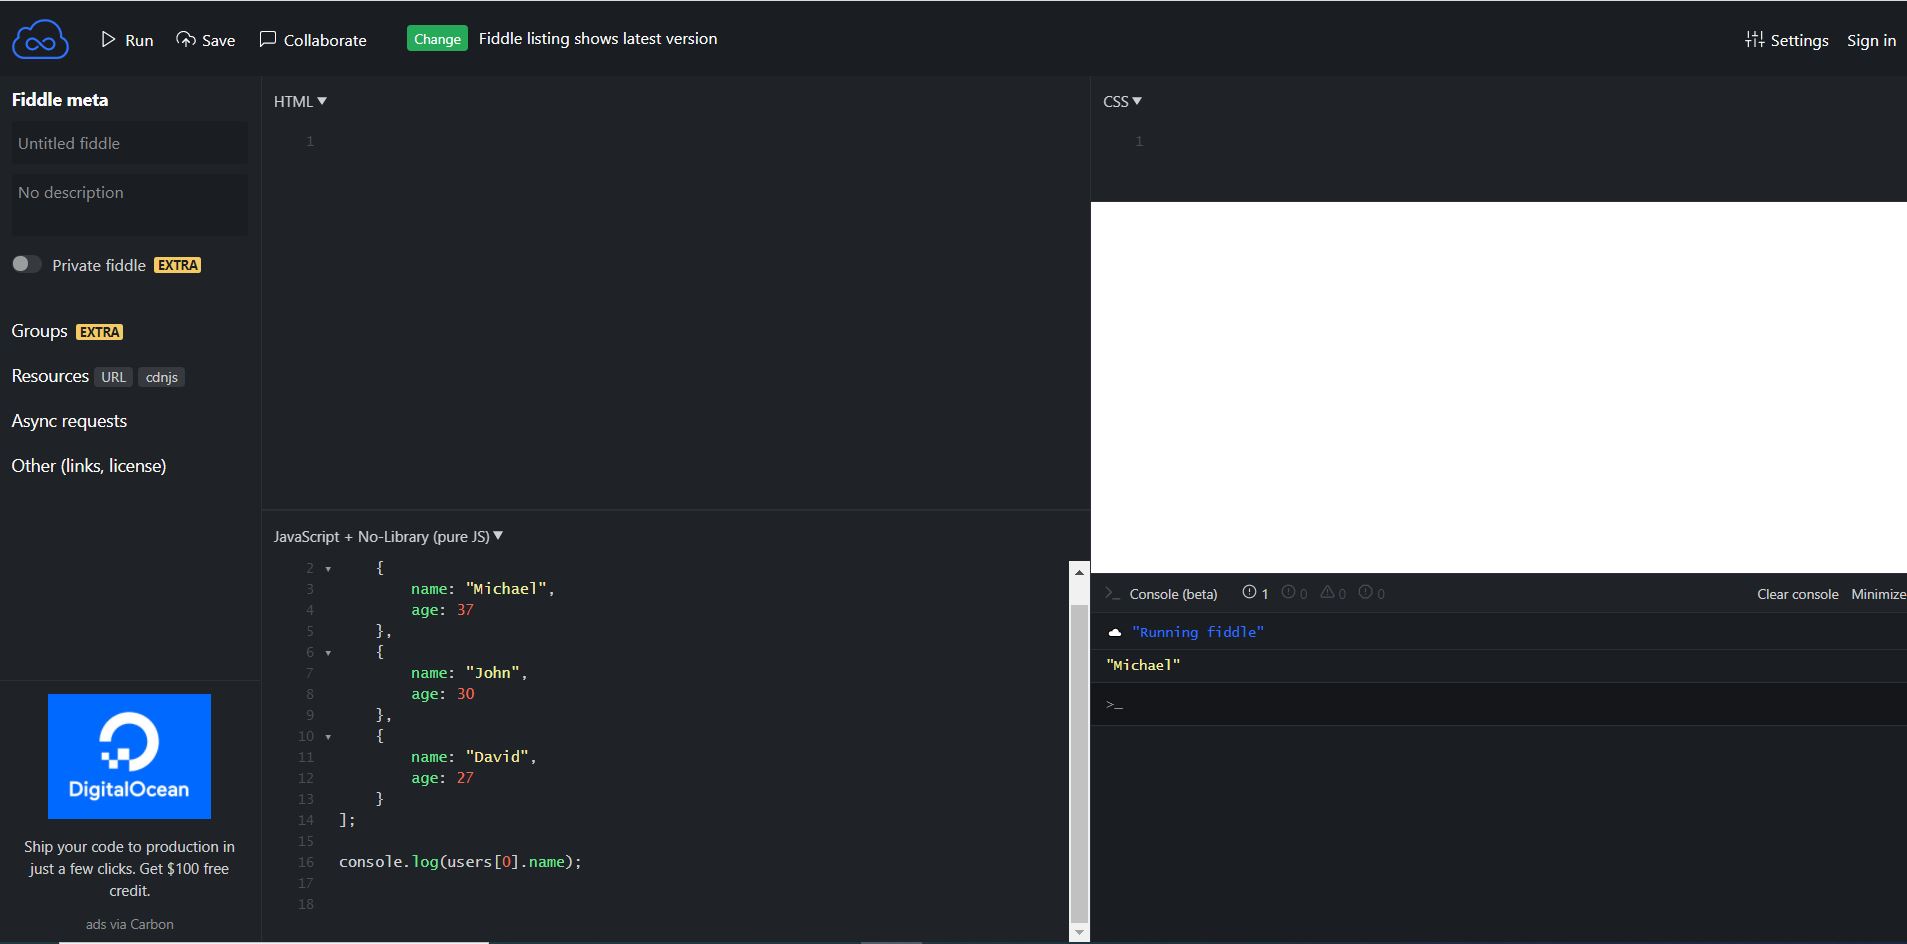 Run Save Collaborate Change Fiddle listing shows latest version Settings Sign in
Fiddle meta
Untitled fiddle
No description
Private fiddle EXTRA
Groups EXTRA
Resources URL cdnjs
Async requests
Other (links, license)
DigitalOcean
Ship your code to production in
just a few clicks. Get $100 free
credit.
ads via Carbon
HTML▼
1
JavaScript + No-Library (pure JS)▼
2 ▾ {
3 name: "Michael",
4 age: 37
5 },
6 ▾ {
7 name: "John",
8 age: 30
9 },
10 ▾ {
11 name: "David",
12 age: 27
13 }
14 ];
15
16 console.log(users[0].name);
17
18
CSS▼
1
>_ Console (beta) 1 0 0 0 Clear console Minimize
"Running fiddle"
"Michael"
>_